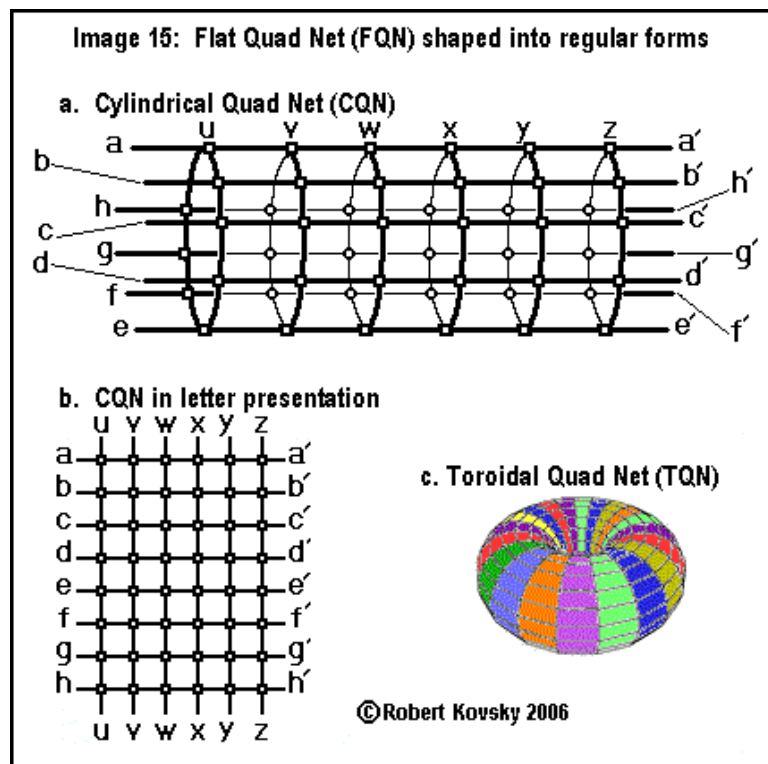 Image 15: Flat Quad Net (FQN) shaped into regular forms
a. Cylindrical Quad Net (CQN)
u v w x y z
a a′
b b′
h h′
c c′
g g′
d d′
f f′
e e′
b. CQN in letter presentation
u v w x y z
a a′
b b′
c c′
d d′
e e′
f f′
g g′
h h′
u v w x y z
c. Toroidal Quad Net (TQN)
©Robert Kovsky 2006